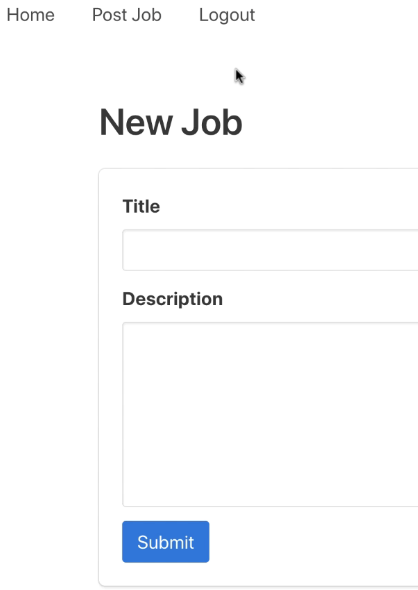 Home Post Job Logout
New Job
Title
Description
Submit